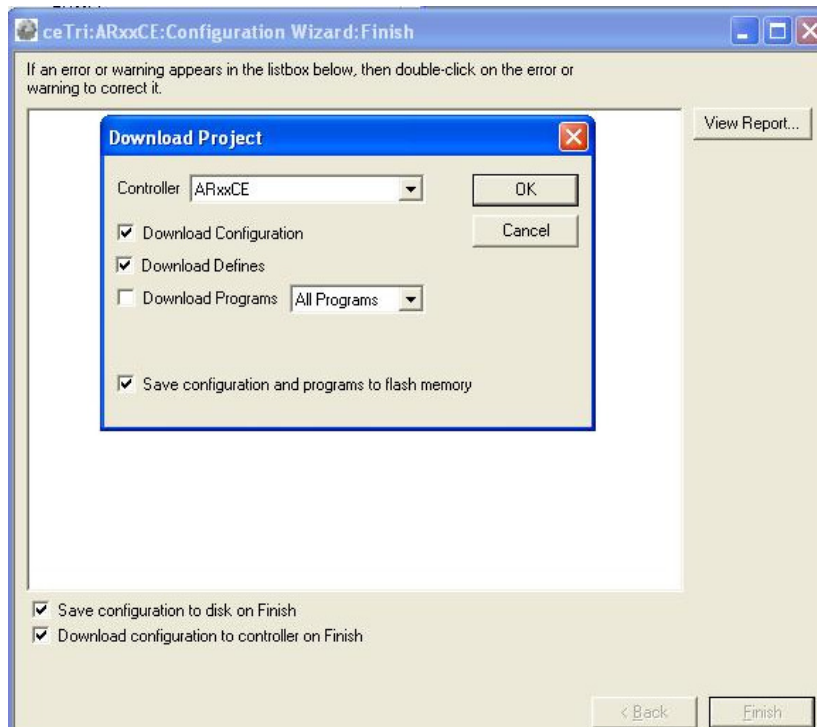 ceTri:ARxxCE:Configuration Wizard:Finish
If an error or warning appears in the listbox below, then double-click on the error or
warning to correct it.
View Report...
Download Project
Controller ARxxCE
OK
Cancel
Download Configuration
Download Defines
Download Programs All Programs
Save configuration and programs to flash memory
Save configuration to disk on Finish
Download configuration to controller on Finish
< Back
Finish